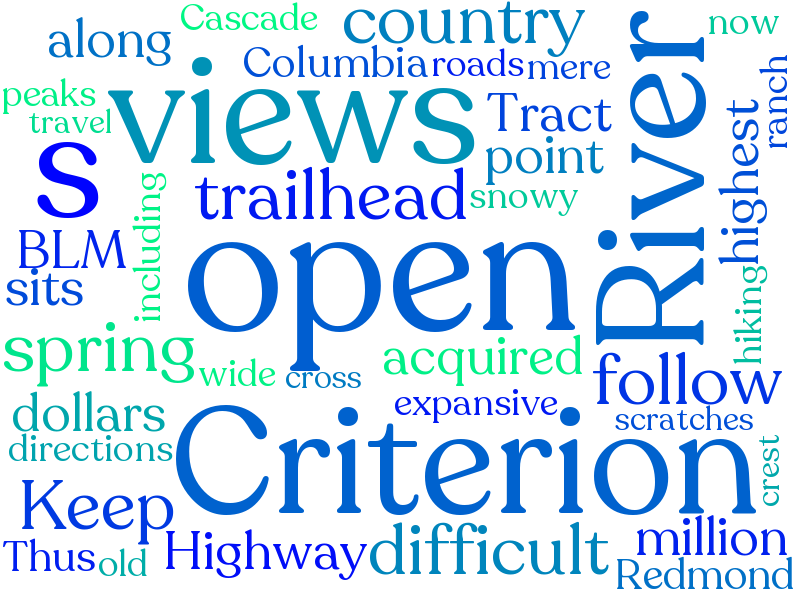 Cascade
country
now
along
Columbia
roads
mere
peaks
travel
views
Tract
River
ranch
highest
point
s
including
trailhead
snowy
BLM
sits
open
hiking
spring
wide
cross
acquired
follow
expansive
scratches
dollars
directions
Criterion
crest
Keep
Thus
old
Highway
difficult
million
Redmond